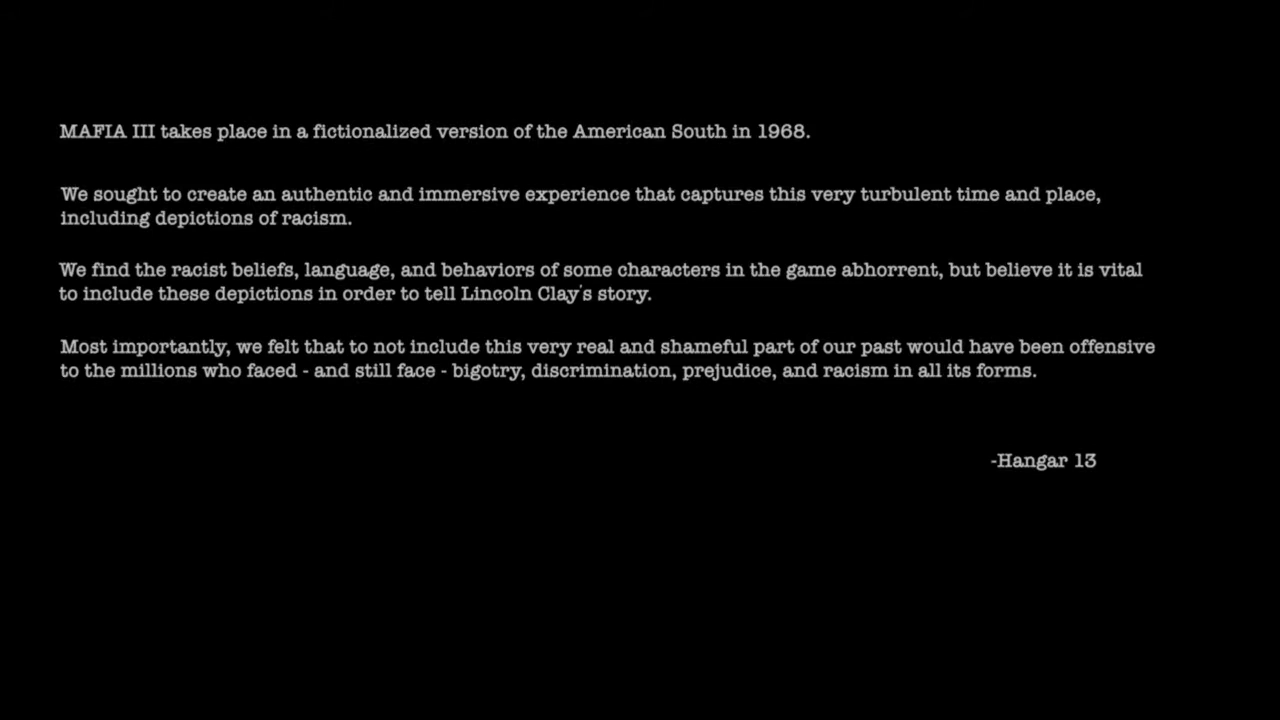 MAFIA III takes place in a fictionalized version of the American South in 1968.
We sought to create an authentic and immersive experience that captures this very turbulent time and place,
including depictions of racism.
We find the racist beliefs, language, and behaviors of some characters in the game abhorrent, but believe it is vital
to include these depictions in order to tell Lincoln Clay's story.
Most importantly, we felt that to not include this very real and shameful part of our past would have been offensive
to the millions who faced - and still face - bigotry, discrimination, prejudice, and racism in all its forms.
-Hangar 13